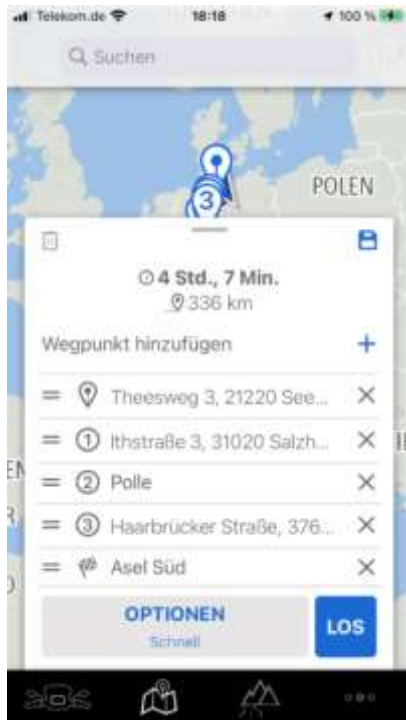 Telekom.de 18:18 100 %
Suchen
POLEN
3
4 Std., 7 Min.
336 km
Wegpunkt hinzufügen +
Theesweg 3, 21220 See...
1 Ithstraße 3, 31020 Salzh...
2 Polle
3 Haarbrücker Straße, 376...
Asel Süd
OPTIONEN
Schnell
LOS